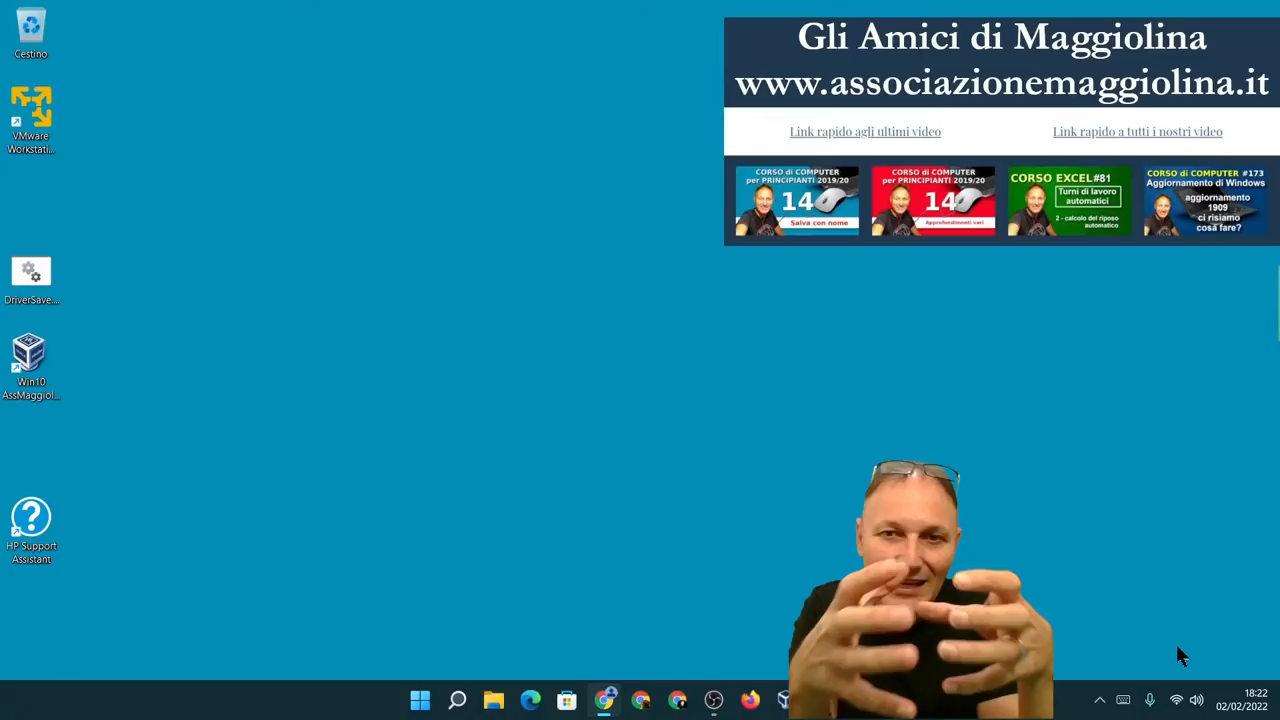 Cestino
VMware
Workstati...
DriverSave....
Win10
AssMaggiol...
HP Support
Assistant
Gli Amici di Maggiolina
www.associazionemaggiolina.it
Link rapido agli ultimi video
Link rapido a tutti i nostri video
CORSO di COMPUTER
per PRINCIPIANTI 2019/20
14
Salva con nome
CORSO di COMPUTER
per PRINCIPIANTI 2019/20
14
Approfondimenti vari
CORSO EXCEL#81
Turni di lavoro
automatici
2 - calcolo del riposo
automatico
CORSO di COMPUTER #173
Aggiornamento di Windows
aggiornamento
1909
ci risiamo
cosa fare?
18:22
02/02/2022